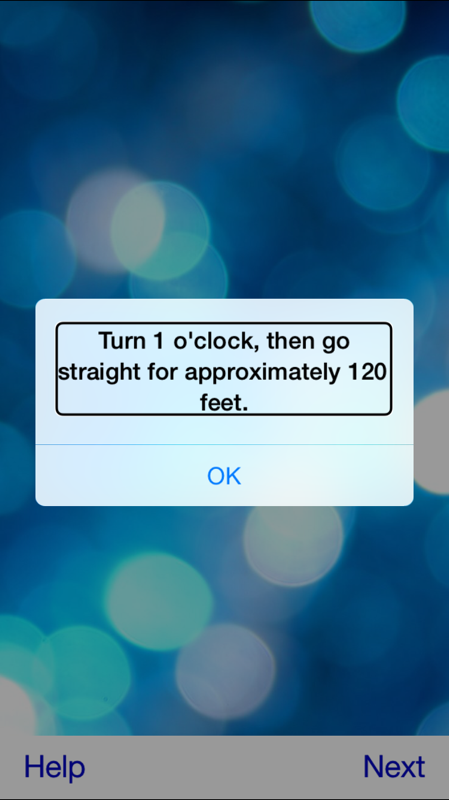 Turn 1 o'clock, then go
straight for approximately 120
feet.
OK
Help
Next